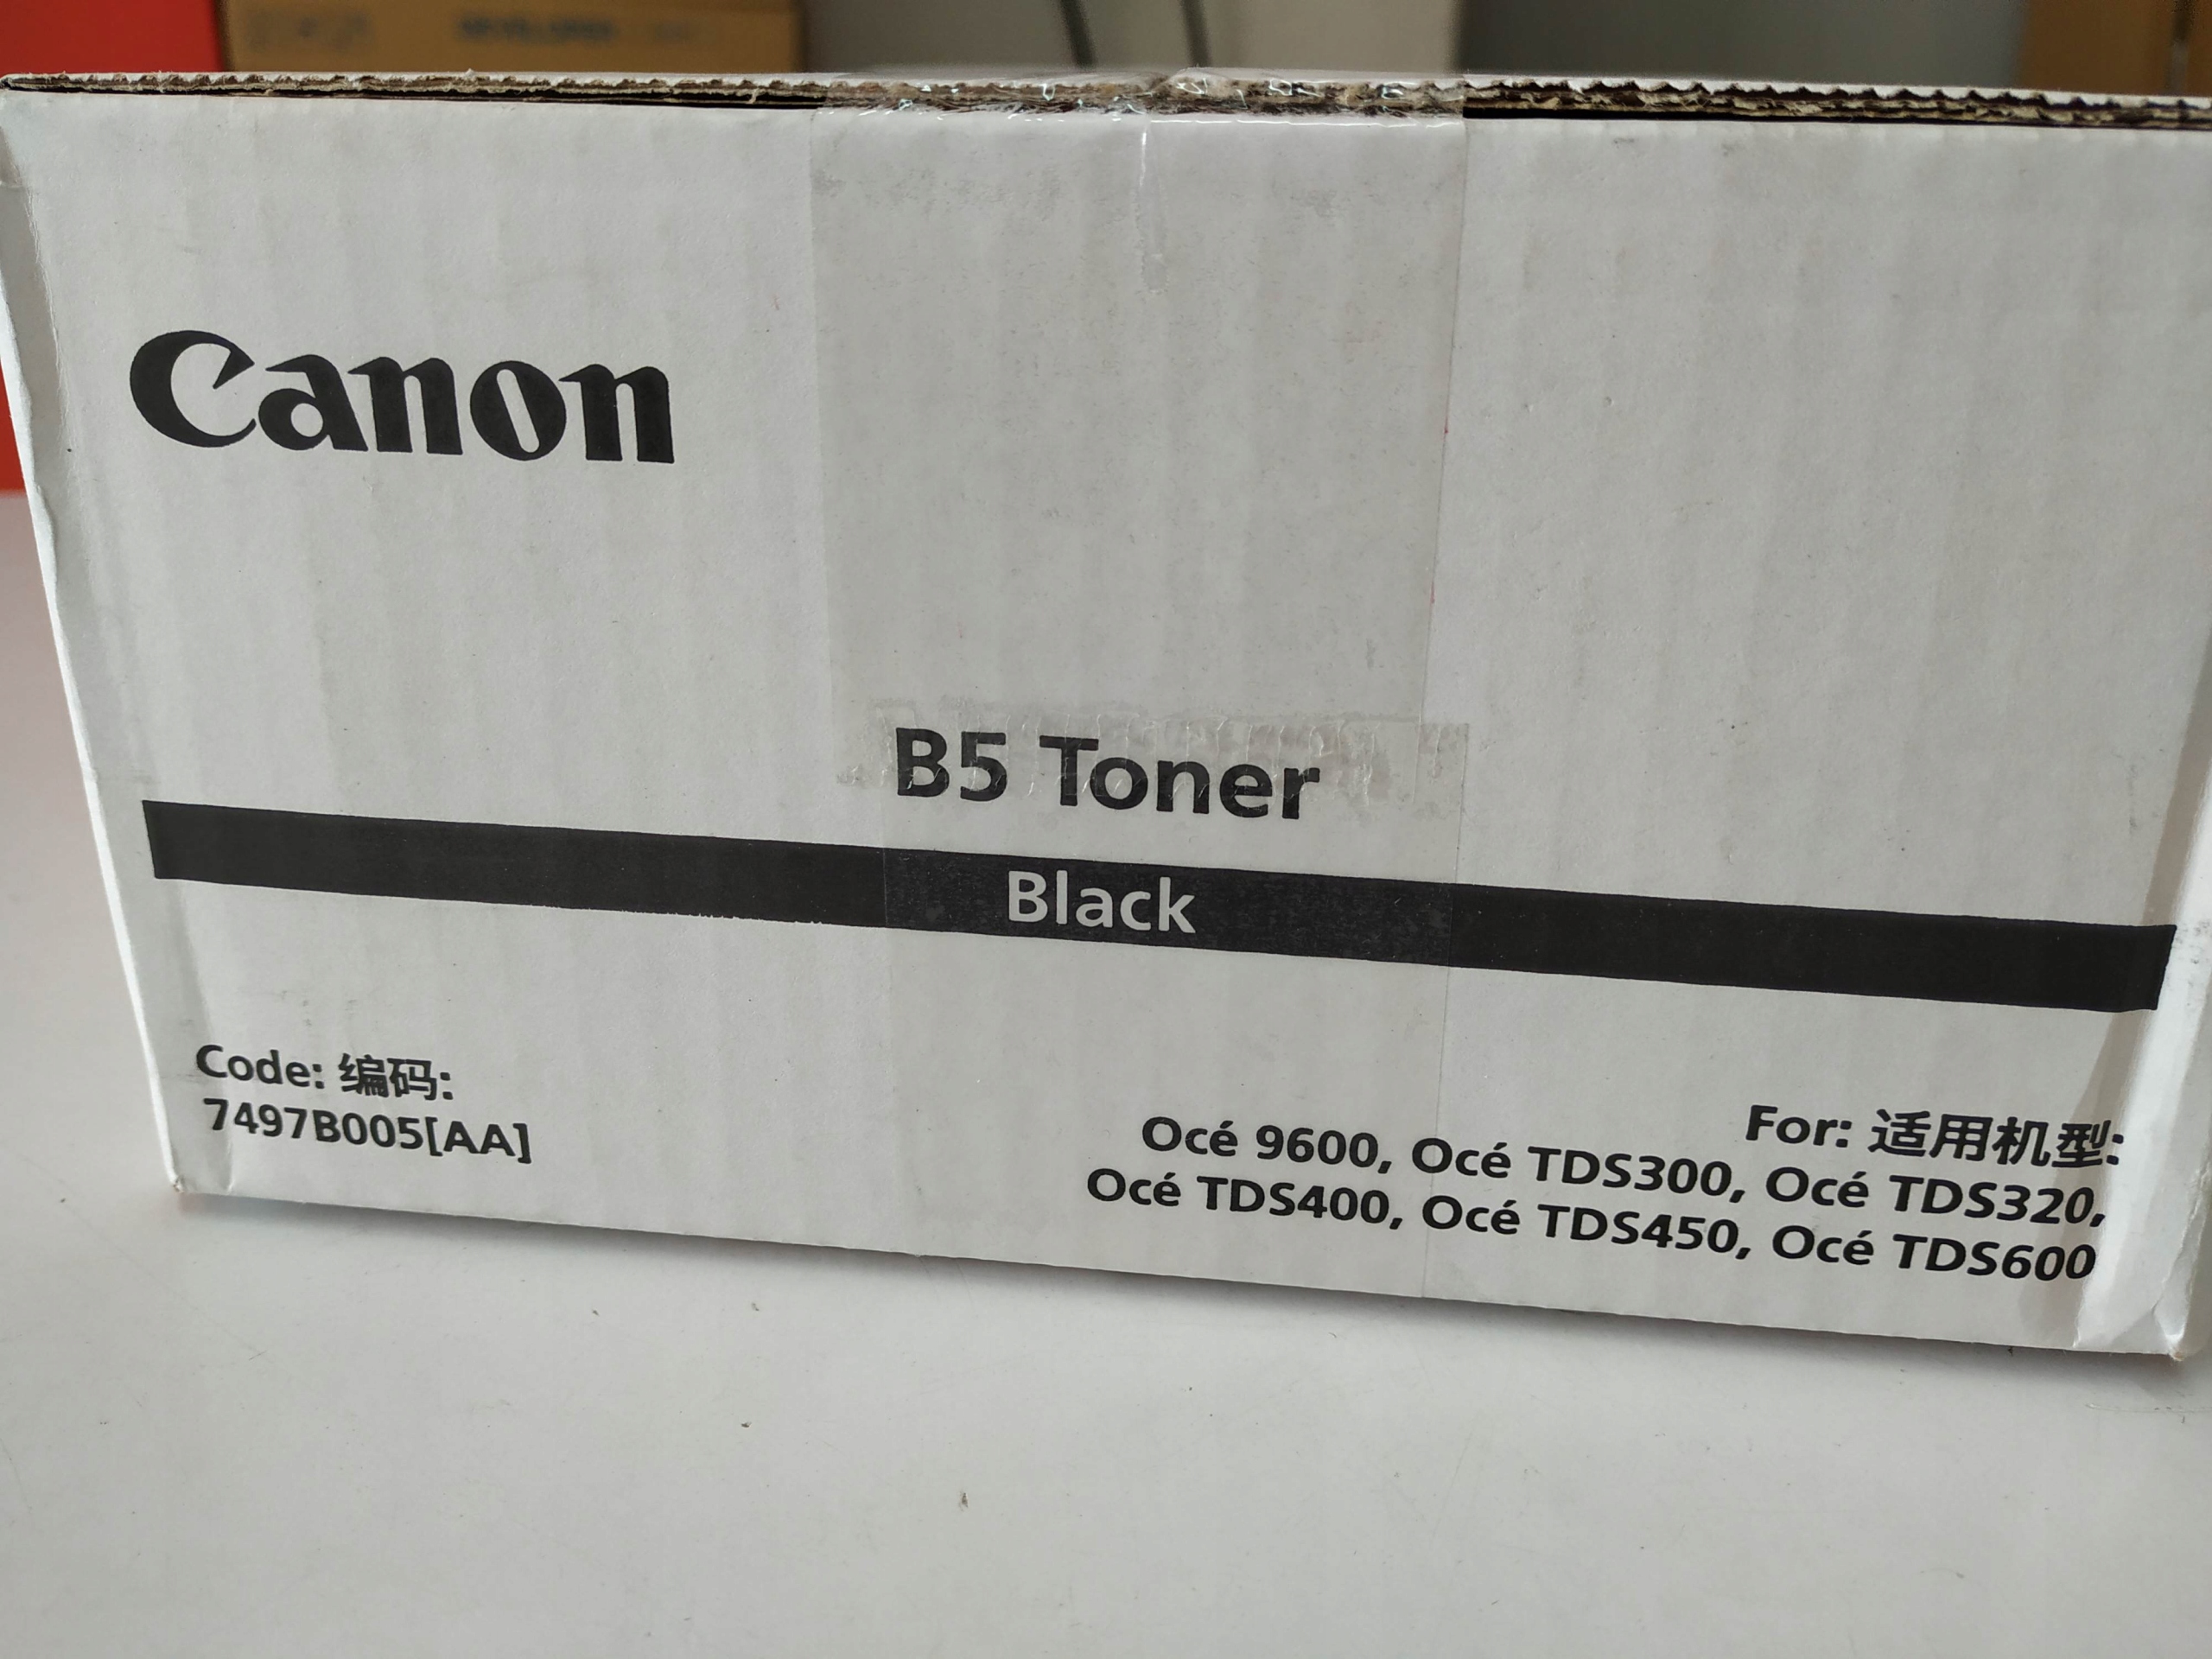 DEVELOPER
Canon
B5 Toner
Black
Code: 编码:
7497B005[AA]
For: 适用机型:
Océ 9600, Océ TDS300, Océ TDS320,
Océ TDS400, Océ TDS450, Océ TDS600